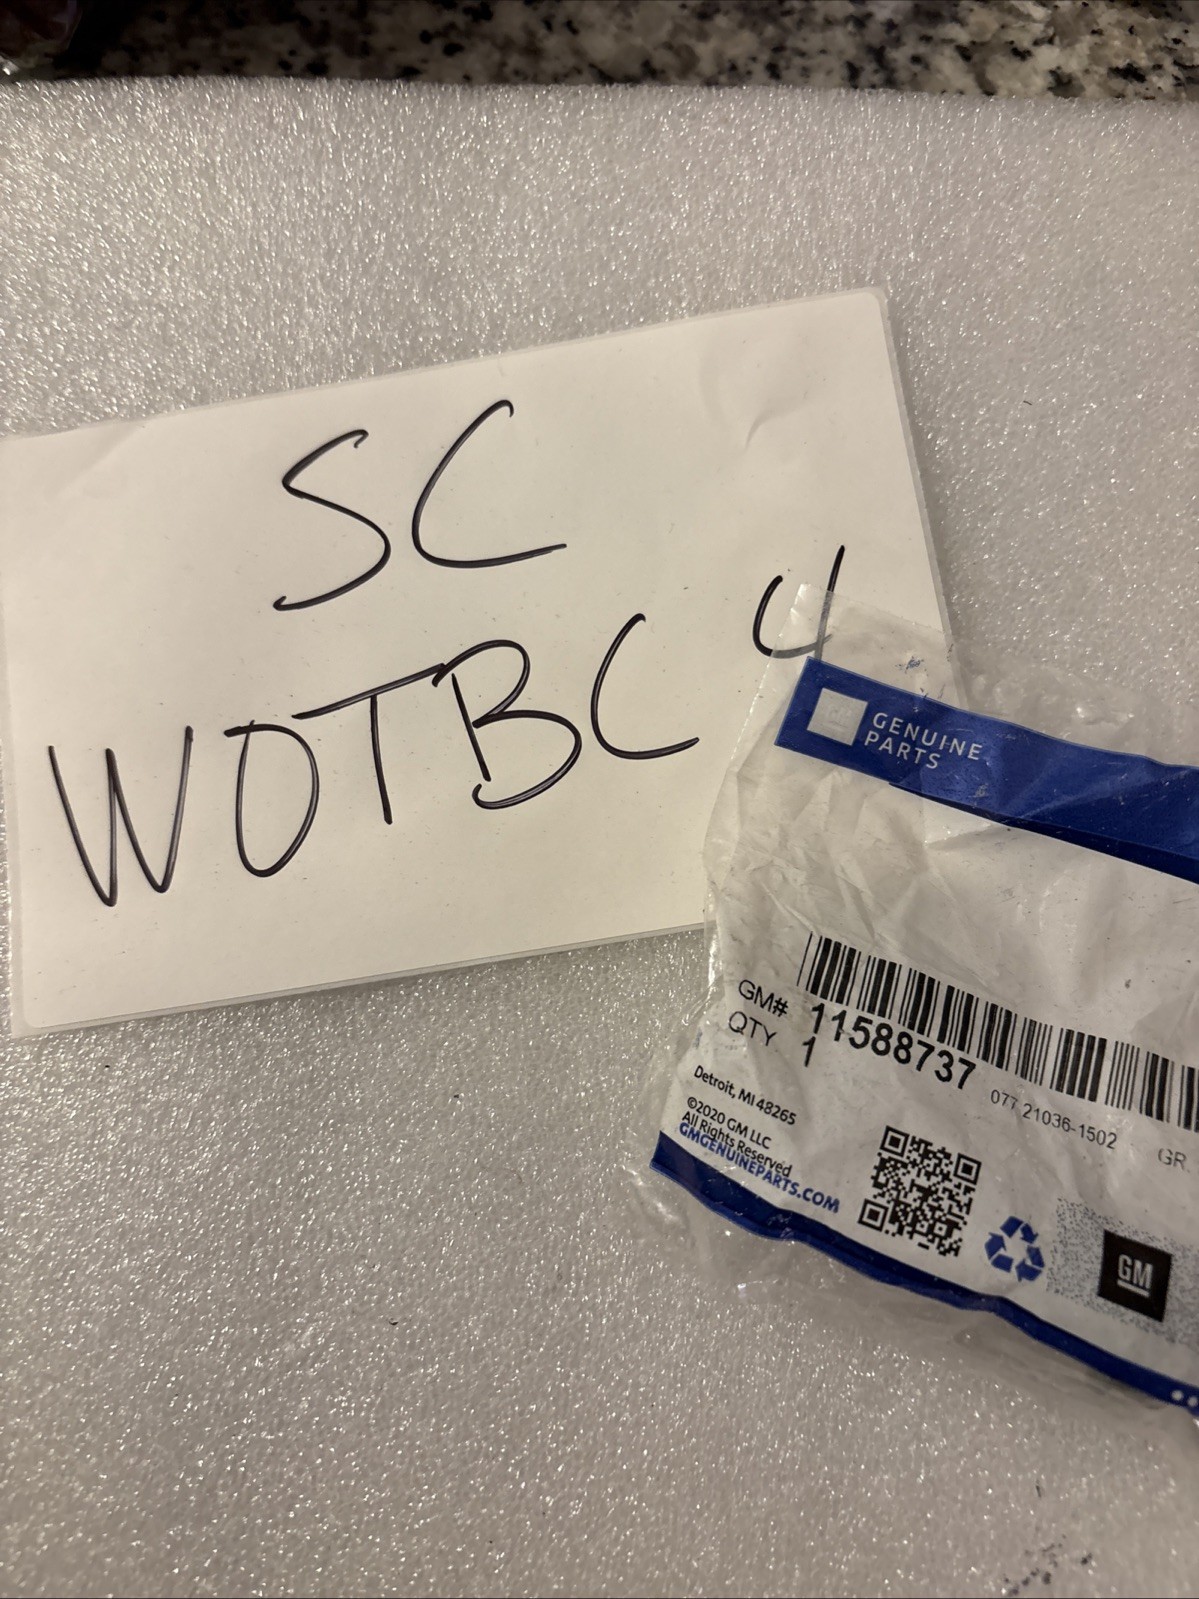 SC
WOTBC 4
GENUINE
PARTS
GM# 11588737
QTY 1
077 21036-1502
GR.
Detroit, MI 48265
©2020 GM LLC
All Rights Reserved
GMGENUINEPARTS.COM
GM